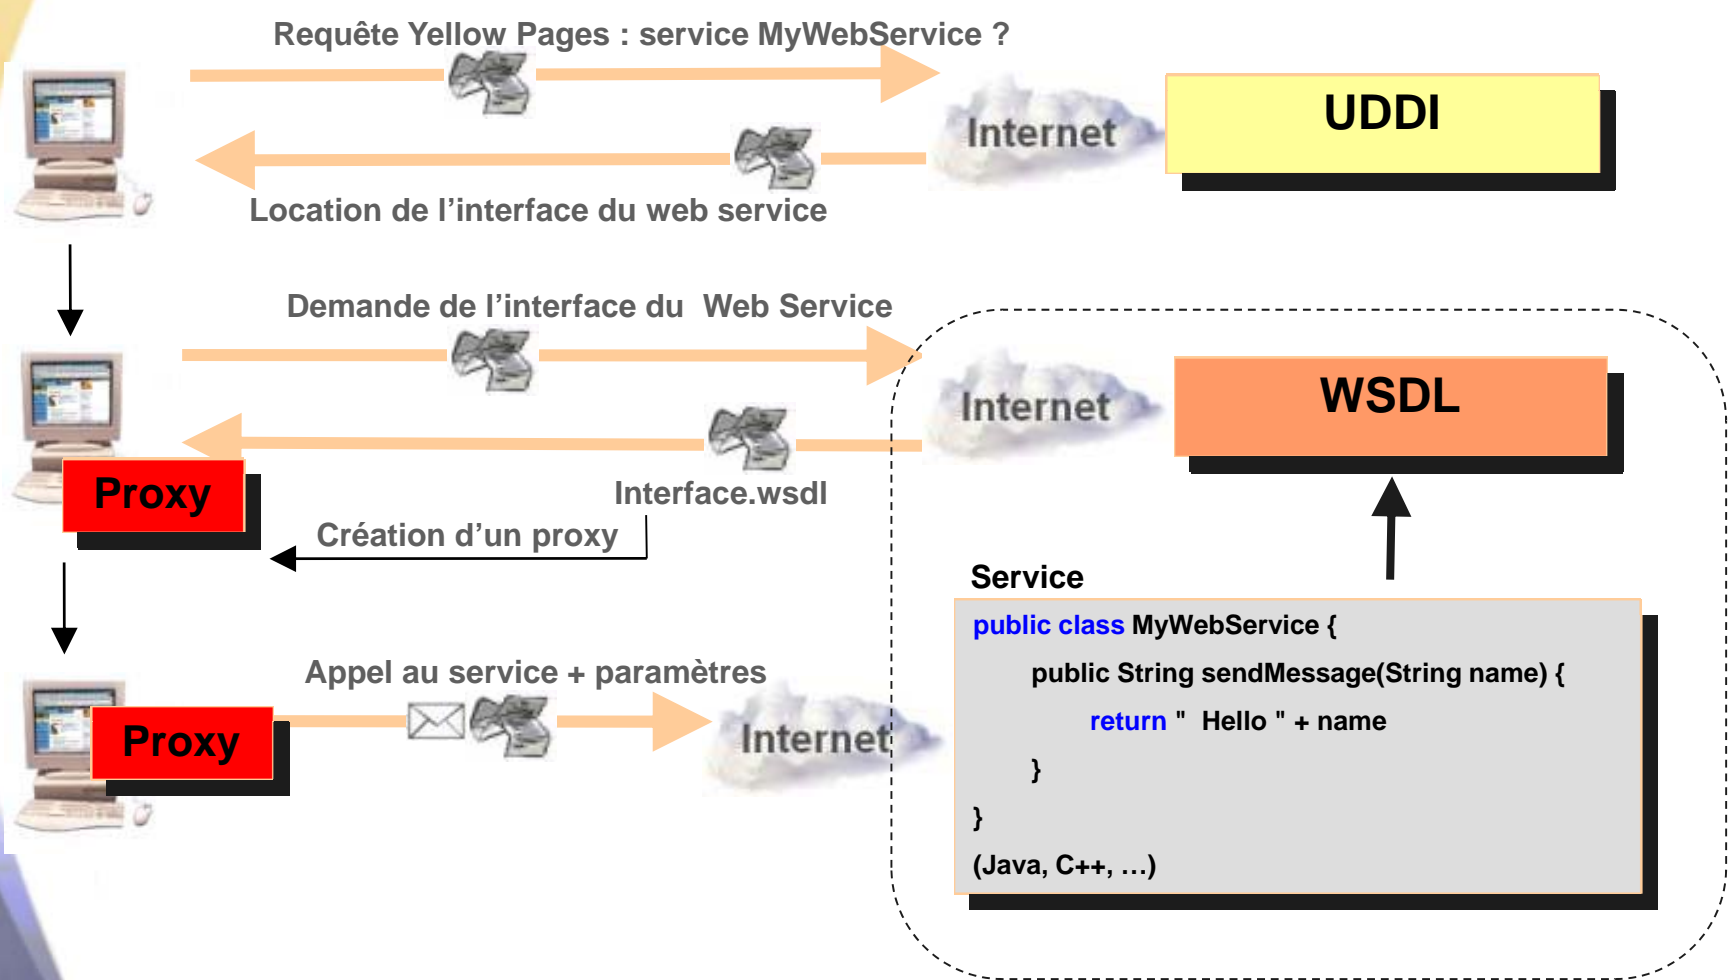 Requête Yellow Pages : service MyWebService ?
Internet
UDDI
Location de l'interface du web service
Demande de l'interface du  Web Service
Internet
WSDL
Proxy
Interface.wsdl
Création d'un proxy
Service
public class MyWebService {
public String sendMessage(String name) {
return "  Hello " + name
}
}
(Java, C++, …)
Appel au service + paramètres
Proxy
Internet